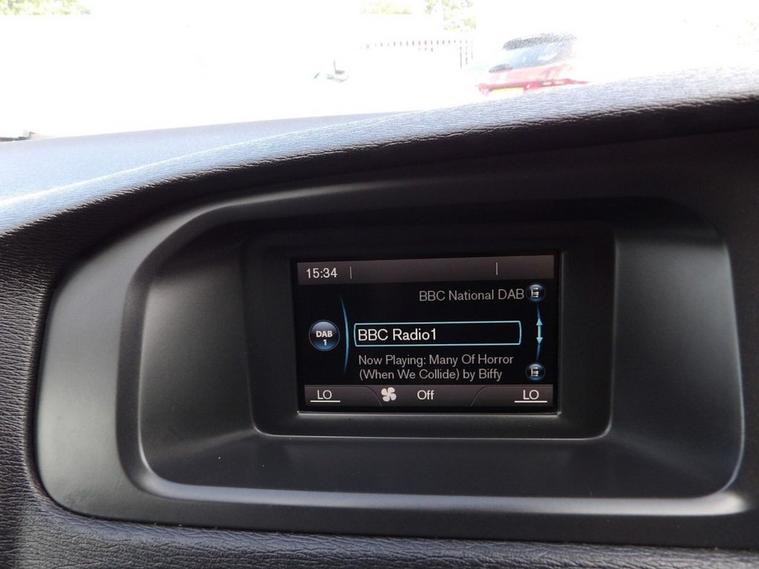 15:34
BBC National DAB
DAB
1
BBC Radio1
Now Playing: Many Of Horror
(When We Collide) by Biffy
LO
Off
LO